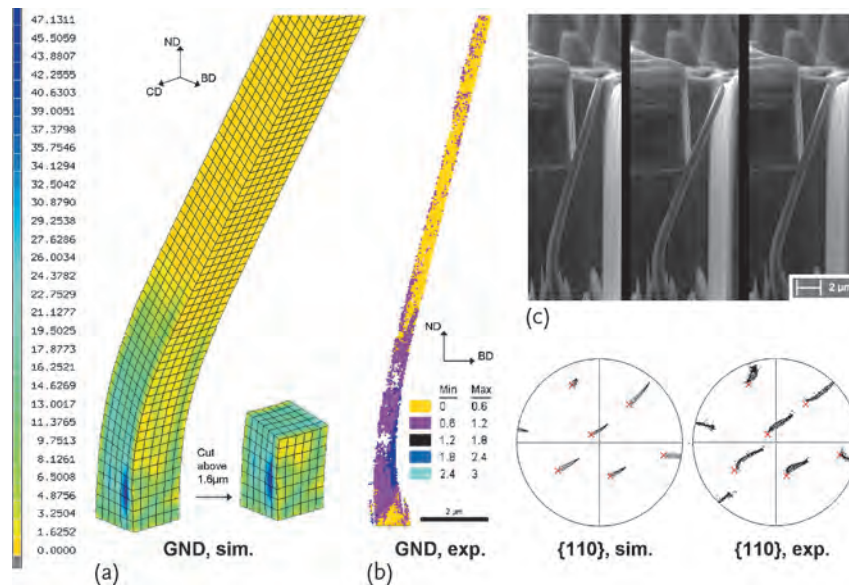 47.1311
45.5059
43.8807
42.2555
40.6303
39.0051
37.3798
35.7546
34.1294
32.5042
30.8790
29.2538
27.6286
26.0034
24.3782
22.7529
21.1277
19.5025
17.8773
16.2521
14.6269
13.0017
11.3765
9.7513
8.1261
6.5008
4.8756
3.2504
1.6252
0.0000
ND
CD
BD
Cut
above
1.6μm
GND, sim.
(a)
ND
BD
Min Max
0 0.6
0.6 1.2
1.2 1.8
1.8 2.4
2.4 3
2 μm
GND, exp.
(b)
2 μm
(c)
{110}, sim.
{110}, exp.